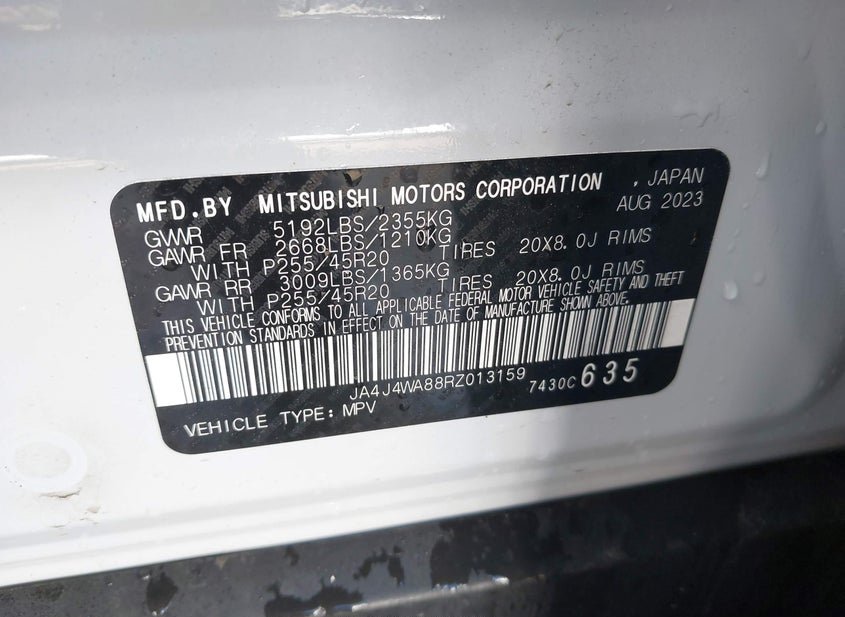 MFD.BY MITSUBISHI MOTORS CORPORATION , JAPAN
GVWR 5192LBS/2355KG AUG 2023
GAWR FR 2668LBS/1210KG
WITH P255/45R20 TIRES 20X8.0J RIMS
GAWR RR 3009LBS/1365KG
WITH P255/45R20 TIRES 20X8.0J RIMS
THIS VEHICLE CONFORMS TO ALL APPLICABLE FEDERAL MOTOR VEHICLE SAFETY AND THEFT
PREVENTION STANDARDS IN EFFECT ON THE DATE OF MANUFACTURE SHOWN ABOVE.
JA4J4WA88RZ013159 7430C 635
VEHICLE TYPE: MPV